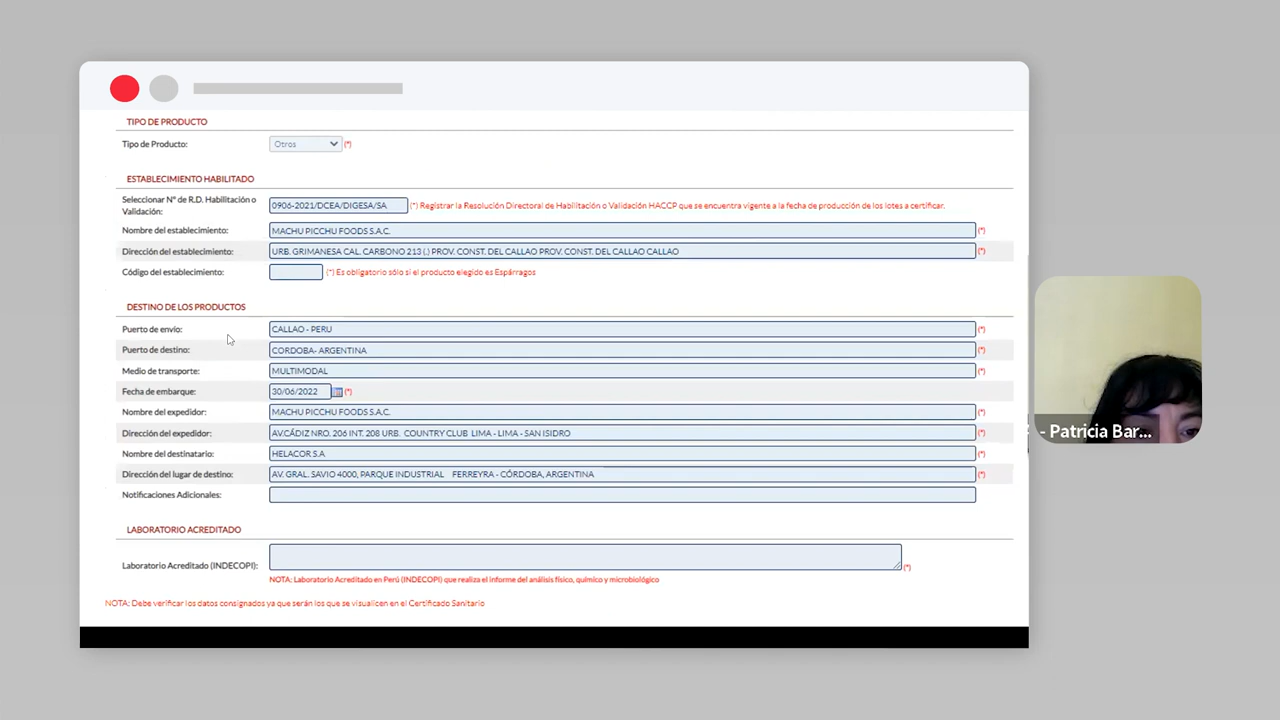 TIPO DE PRODUCTO
Tipo de Producto: Otros (*)
ESTABLECIMIENTO HABILITADO
Seleccionar Nº de R.D. Habilitación o
Validación: 0906-2021/DCEA/DIGESA/SA (*) Registrar la Resolución Directoral de Habilitación o Validación HACCP que se encuentra vigente a la fecha de producción de los lotes a certificar.
Nombre del establecimiento: MACHU PICCHU FOODS S.A.C. (*)
Dirección del establecimiento: URB. GRIMANESA CAL. CARBONO 213 (.) PROV. CONST. DEL CALLAO PROV. CONST. DEL CALLAO CALLAO (*)
Código del establecimiento: (*) Es obligatorio sólo si el producto elegido es Espárragos
DESTINO DE LOS PRODUCTOS
Puerto de envío: CALLAO - PERU (*)
Puerto de destino: CORDOBA- ARGENTINA (*)
Medio de transporte: MULTIMODAL (*)
Fecha de embarque: 30/06/2022 (*)
Nombre del expedidor: MACHU PICCHU FOODS S.A.C. (*)
Dirección del expedidor: AV.CÁDIZ NRO. 206 INT. 208 URB. COUNTRY CLUB LIMA - LIMA - SAN ISIDRO (*)
Nombre del destinatario: HELACOR S.A (*)
Dirección del lugar de destino: AV. GRAL. SAVIO 4000, PARQUE INDUSTRIAL FERREYRA - CÓRDOBA, ARGENTINA (*)
Notificaciones Adicionales:
LABORATORIO ACREDITADO
Laboratorio Acreditado (INDECOPI): (*)
NOTA: Laboratorio Acreditado en Perú (INDECOPI) que realiza el informe del análisis físico, químico y microbiológico
NOTA: Debe verificar los datos consignados ya que serán los que se visualicen en el Certificado Sanitario
- Patricia Bar...